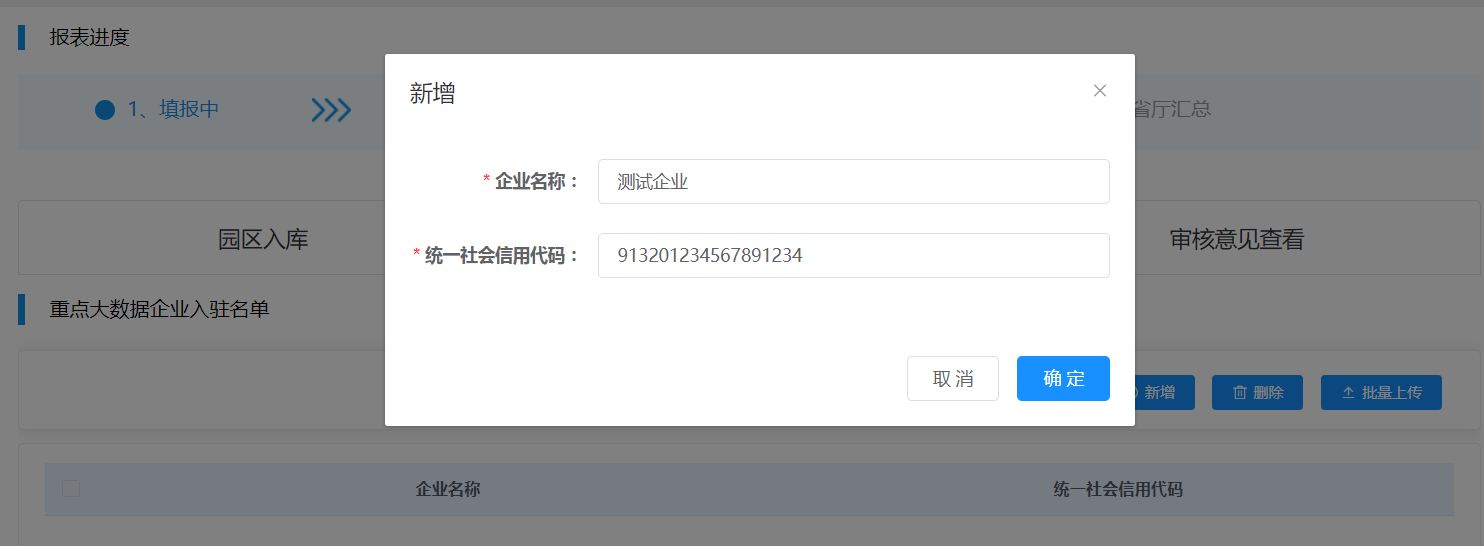 报表进度
1、填报中
省厅汇总
新增
* 企业名称：
测试企业
* 统一社会信用代码：
913201234567891234
取消
确定
园区入库
审核意见查看
重点大数据企业入驻名单
新增
删除
批量上传
企业名称
统一社会信用代码